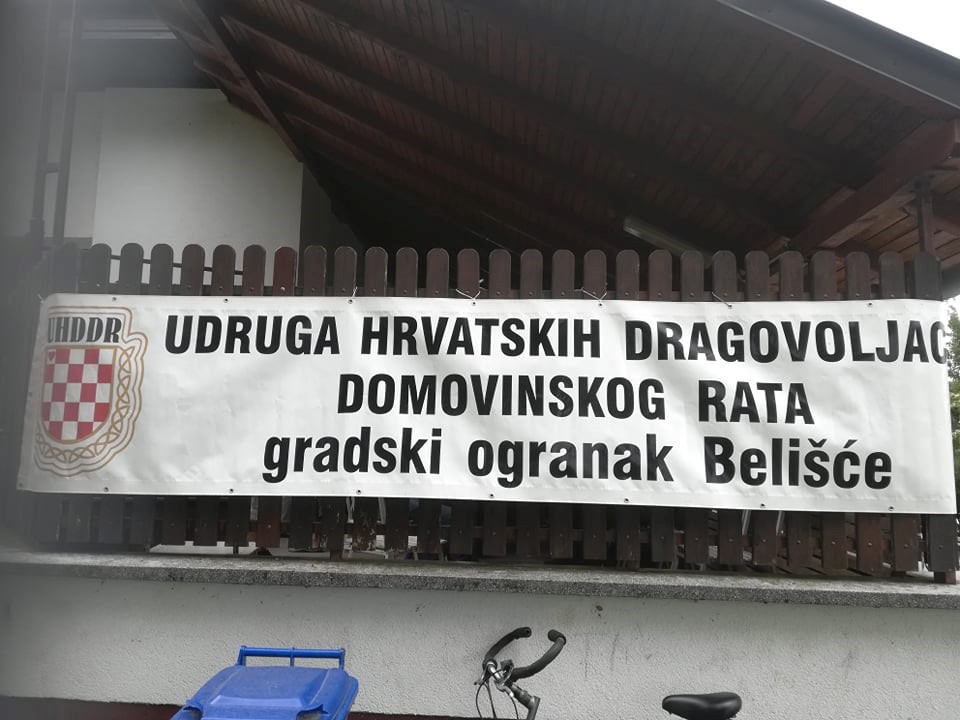 UHDDR
UDRUGA HRVATSKIH DRAGOVOLJAC
DOMOVINSKOG RATA
gradski ogranak Belišće